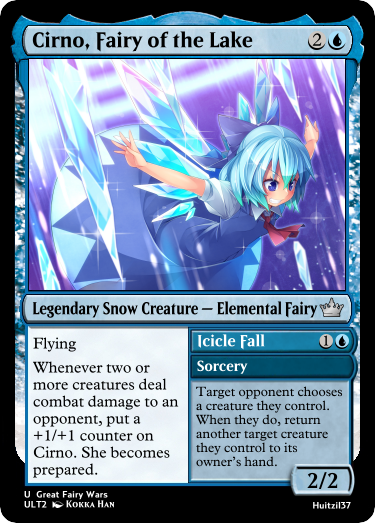 Cirno, Fairy of the Lake 2
Legendary Snow Creature — Elemental Fairy
Flying
Whenever two or
more creatures deal
combat damage to an
opponent, put a
+1/+1 counter on
Cirno. She becomes
prepared.
Icicle Fall 1
Sorcery
Target opponent chooses
a creature they control.
When they do, return
another target creature
they control to its
owner's hand.
2/2
U Great Fairy Wars
ULT2 Kokka Han
Huitzil37